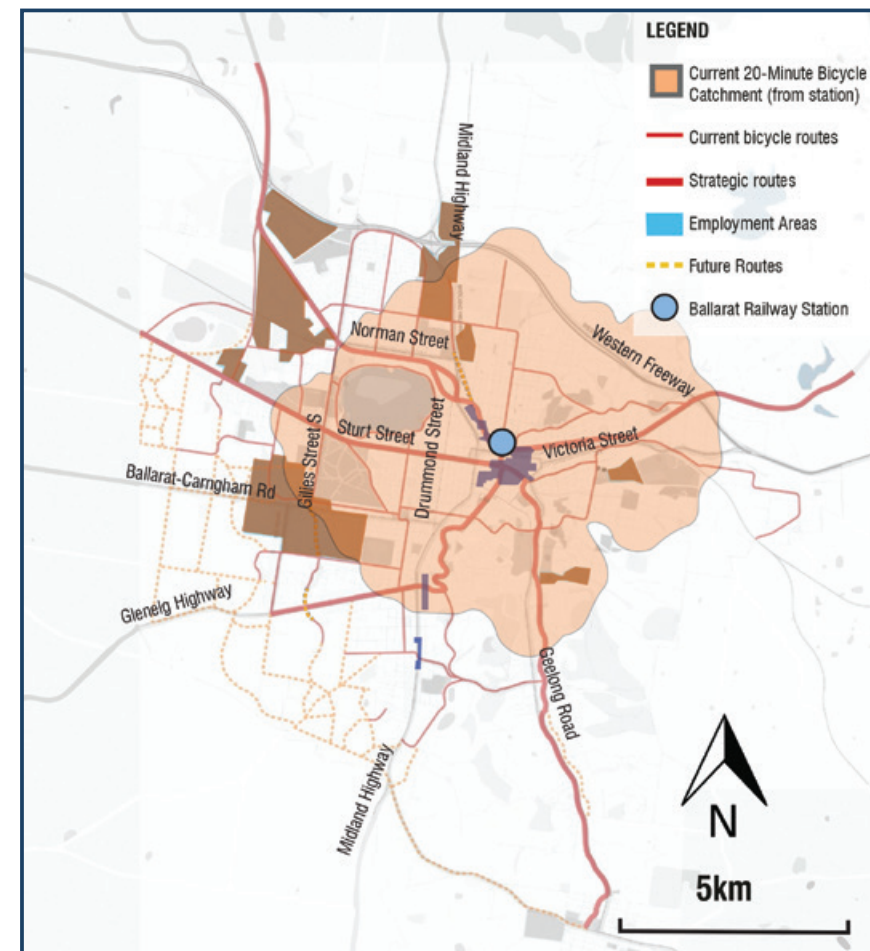 LEGEND
Current 20-Minute Bicycle
Catchment (from station)
Current bicycle routes
Strategic routes
Employment Areas
Future Routes
Ballarat Railway Station
Midland Highway
Norman Street
Western Freeway
Sturt Street
Drummond Street
Victoria Street
Gillies Street S
Ballarat-Carngham Rd
Glenelg Highway
Geelong Road
Midland Highway
N
5km